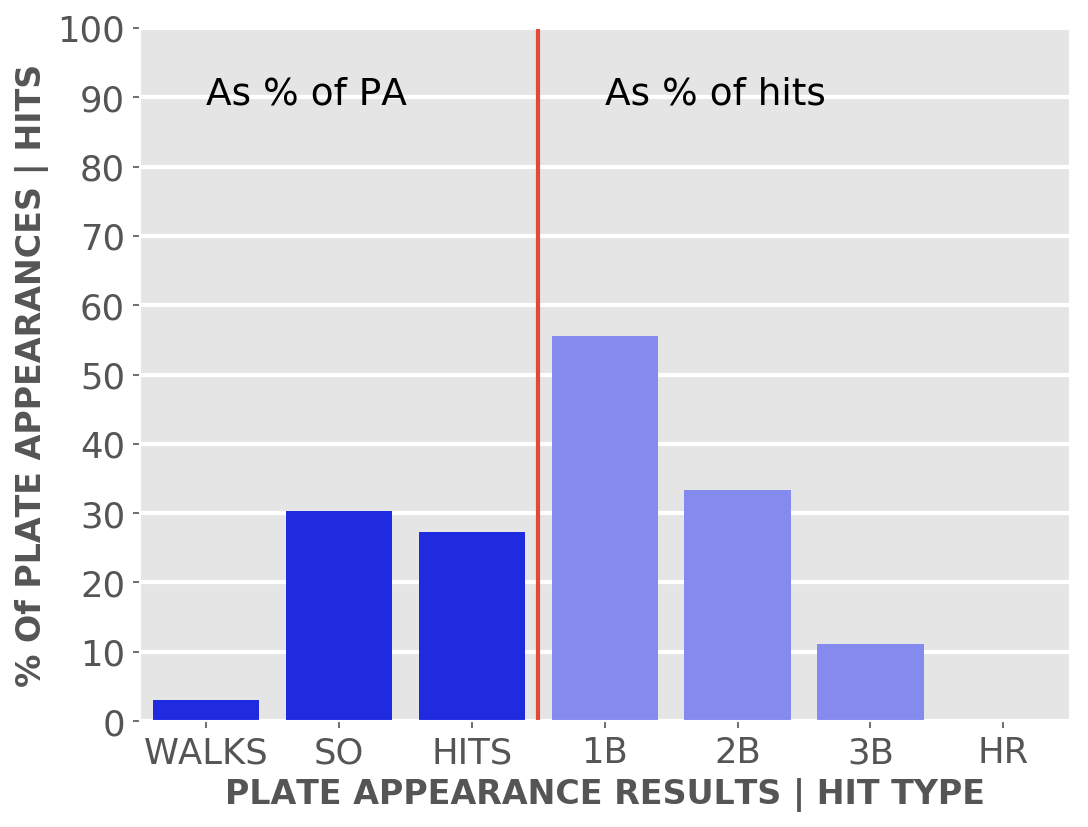 100
90
80
70
60
50
40
30
20
10
0
% Of PLATE APPEARANCES | HITS
As % of PA
As % of hits
WALKS SO HITS 1B 2B 3B HR
PLATE APPEARANCE RESULTS | HIT TYPE